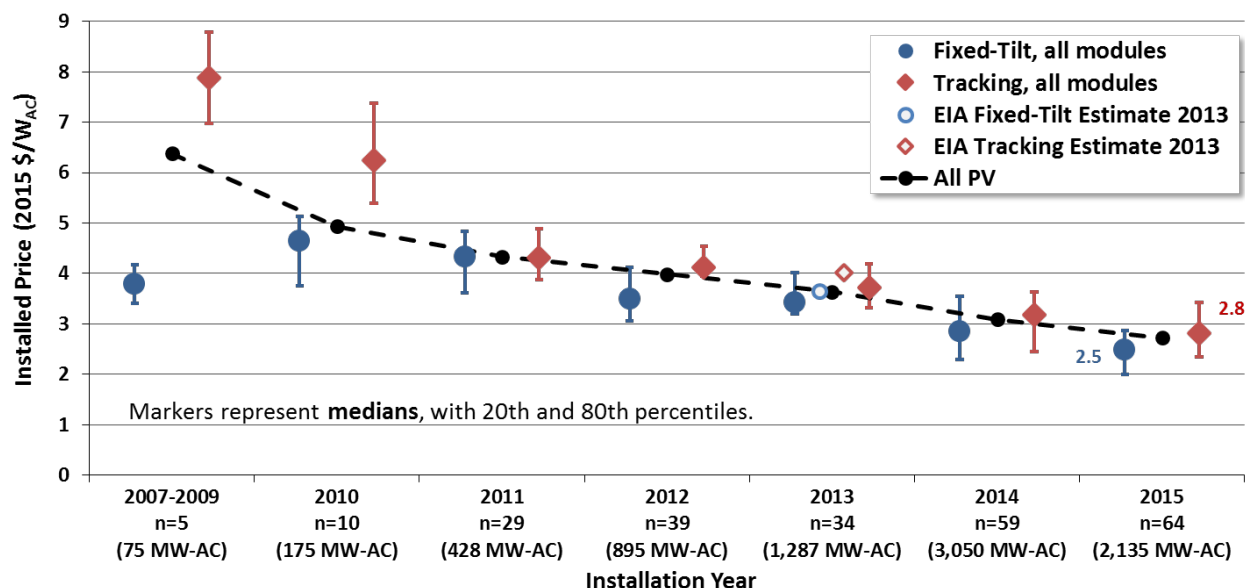 9
8
7
6
5
4
3
2
1
0
Installed Price (2015 $/W_AC)
Fixed-Tilt, all modules
Tracking, all modules
EIA Fixed-Tilt Estimate 2013
EIA Tracking Estimate 2013
All PV
2.8
2.5
Markers represent medians, with 20th and 80th percentiles.
2007-2009 2010 2011 2012 2013 2014 2015
n=5 n=10 n=29 n=39 n=34 n=59 n=64
(75 MW-AC) (175 MW-AC) (428 MW-AC) (895 MW-AC) (1,287 MW-AC) (3,050 MW-AC) (2,135 MW-AC)
Installation Year